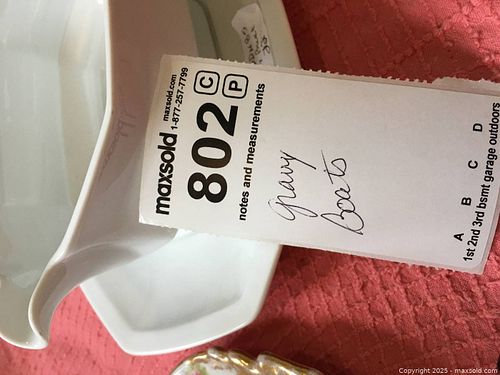 maxsold
maxsold.com
1-877-257-7799
802
C
P
notes and measurements
gravy
Boats
A B C D
1st 2nd 3rd bsmt garage outdoors
Copyright 2025 - maxsold.com